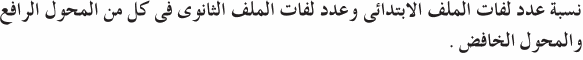 نسبة عدد لفات الملف الابتدائى وعدد لفات الملف الثانوى فى كل من المحول الرافع
والمحول الخافض .